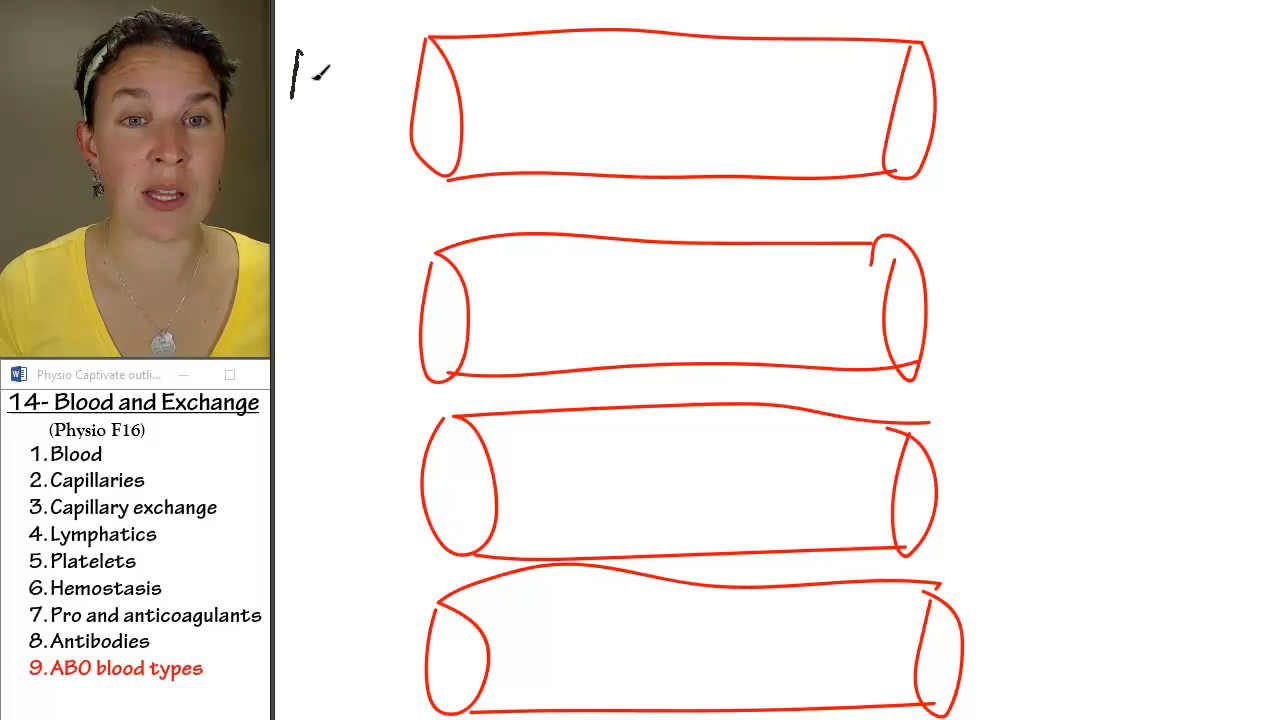 Physio Captivate outli...
14- Blood and Exchange
(Physio F16)
1. Blood
2. Capillaries
3. Capillary exchange
4. Lymphatics
5. Platelets
6. Hemostasis
7. Pro and anticoagulants
8. Antibodies
9. ABO blood types